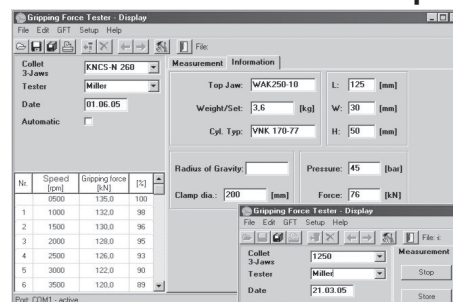 Gripping Force Tester - Display
File Edit GFT Setup Help
File:
Collet
3-Jaws
KNCS-N 260
Tester
Miller
Date
01.06.05
Automatic
Measurement Information
Top Jaw: WAK250-10
Weight/Set: 3,6 [kg]
Cyl. Typ: VNK 170-77
L: 125 [mm]
W: 30 [mm]
H: 50 [mm]
Radius of Gravity:
Clamp dia.: 200 [mm]
Pressure: 45 [bar]
Force: 76 [kN]
Nr. Speed [rpm] Gripping force [kN] [%]
0500 135,0 100
1 1000 132,0 98
2 1500 130,0 96
3 2000 128,0 95
4 2500 126,0 93
5 3000 122,0 90
6 3500 120,0 89
Port: COM1 - active
Gripping Force Tester - Display
File Edit GFT Setup Help
File: s:
Collet
3-Jaws
1250
Tester
Miller
Date
21.03.05
Measurement
Stop
Store